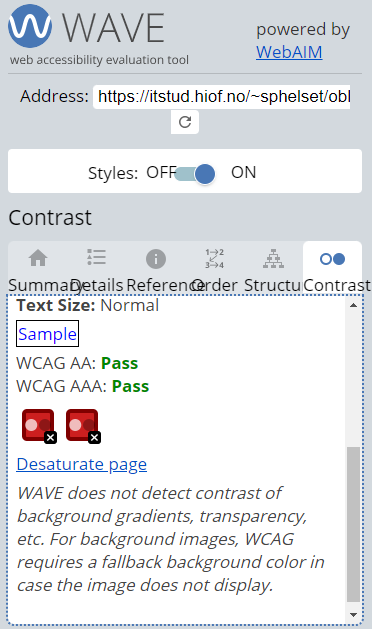 WAVE
web accessibility evaluation tool
powered by
WebAIM
Address: https://itstud.hiof.no/~sphelset/obl
Styles: OFF ON
Contrast
Summary Details Reference Order Structu Contrast
Text Size: Normal
Sample
WCAG AA: Pass
WCAG AAA: Pass
Desaturate page
WAVE does not detect contrast of
background gradients, transparency,
etc. For background images, WCAG
requires a fallback background color in
case the image does not display.